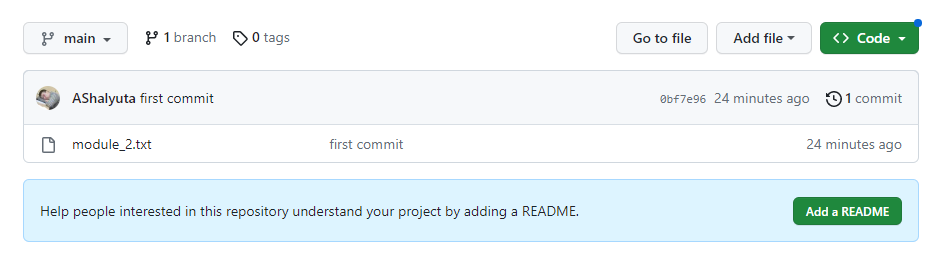 main 1 branch 0 tags Go to file Add file Code
AShalyuta first commit 0bf7e96 24 minutes ago 1 commit
module_2.txt first commit 24 minutes ago
Help people interested in this repository understand your project by adding a README. Add a README